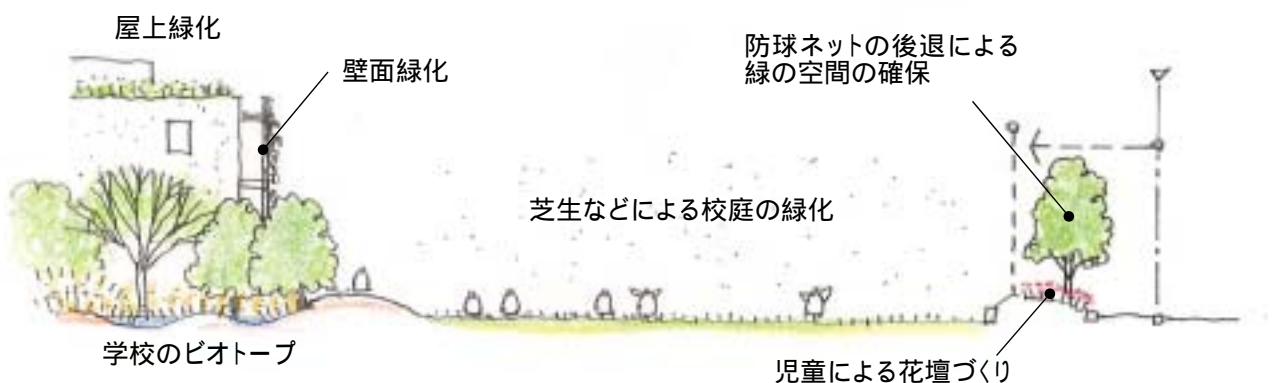 屋上緑化
壁面緑化
防球ネットの後退による
緑の空間の確保
芝生などによる校庭の緑化
学校のビオトープ
児童による花壇づくり